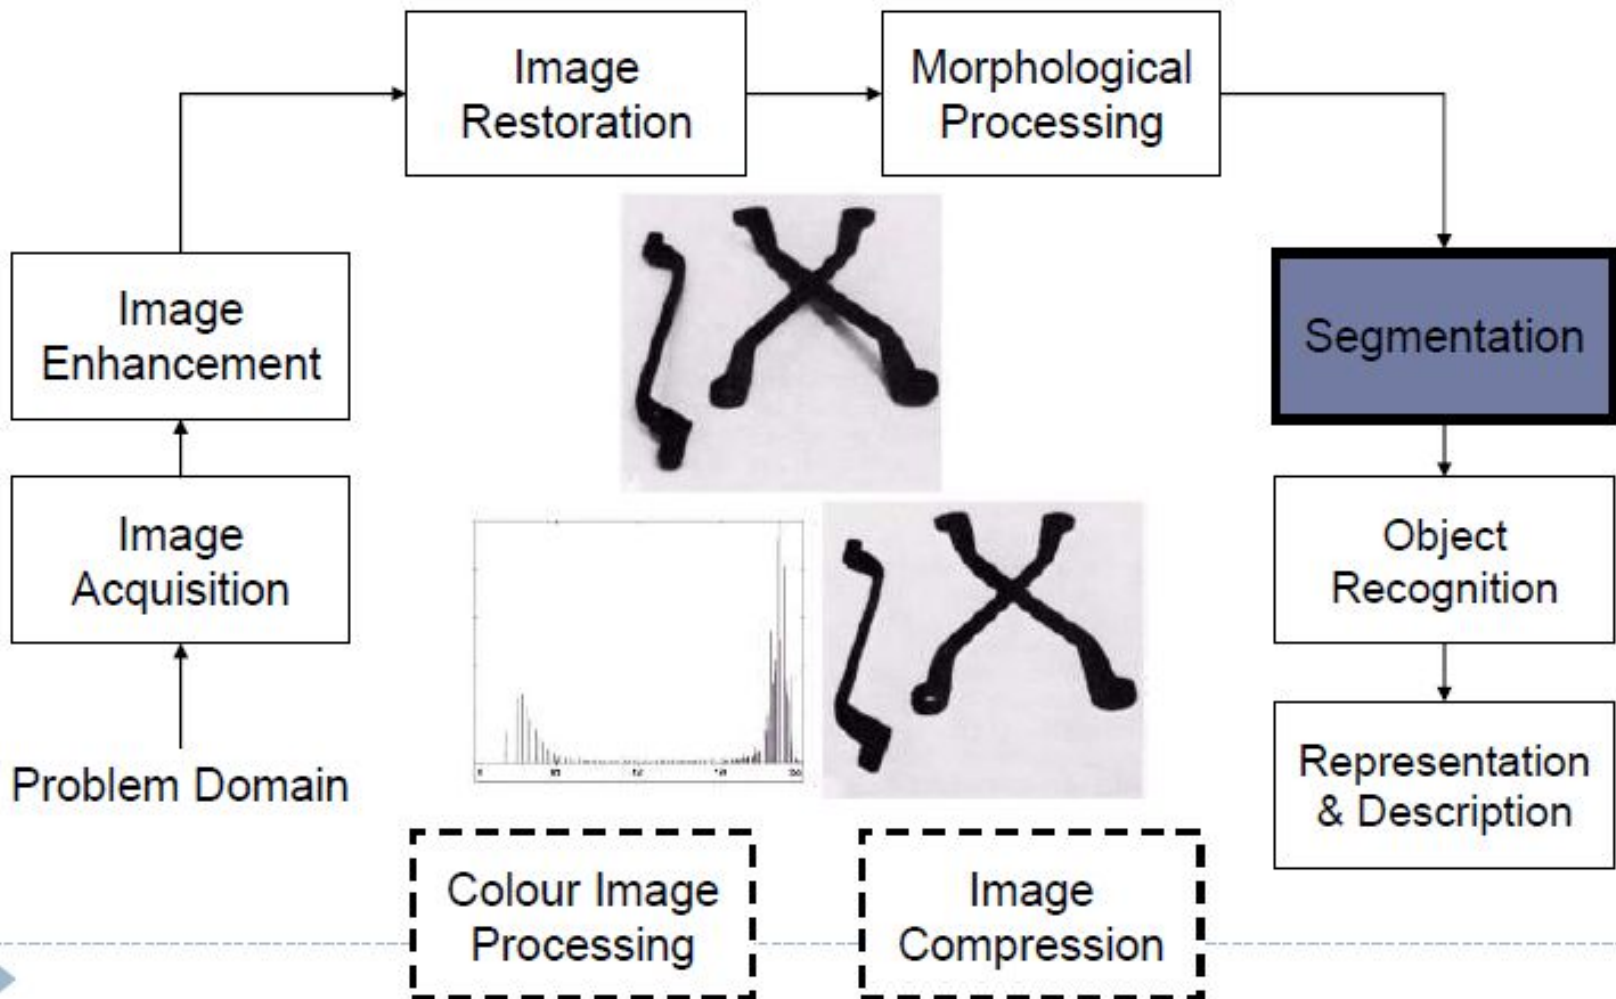 Image
Restoration
Morphological
Processing
Image
Enhancement
Segmentation
Image
Acquisition
Object
Recognition
Problem Domain
Representation
& Description
Colour Image
Processing
Image
Compression